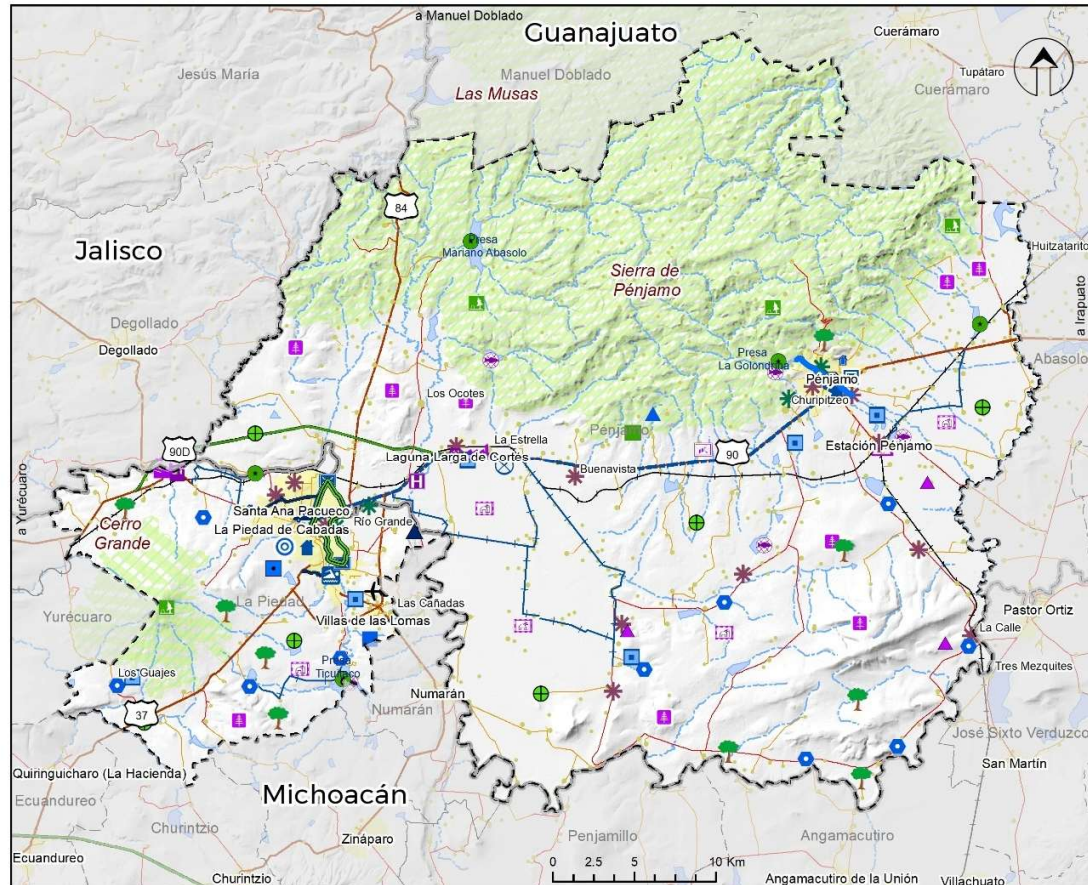 a Manuel Doblado
Guanajuato
Cuerámaro
Jesús María
Manuel Doblado
Tupátaro
Las Musas
Cuerámaro
84
Jalisco
Presa
Mariano Abasolo
Huitzatarito
Sierra de
Pénjamo
a Irapuato
Degollado
Degollado
Presa
La Golondrina
Abasolo
Pénjamo
Los Ocotes
Churipitzeo
La Estrella
Pénjamo
Estación Pénjamo
90D
Laguna Larga de Cortés
90
Buenavista
a Yurécuaro
H
Santa Ana Pacueco
Río Grande
Cerro
Grande
La Piedad de Cabadas
La Piedad
Las Cañadas
Yurécuaro
Villas de las Lomas
Pastor Ortiz
La Calle
Los Guajes
Presa
Tres Mezquites
Numarán
Numarán
37
José Sixto Verduzco
San Martín
Quiringuicharo (La Hacienda)
Michoacán
Ecuandureo
Churintzio
Zináparo
Penjamillo
Angamacutiro
Ecuandureo
0 2.5 5 10 Km
Churintzio
Angamacutiro de la Unión
Villachuato